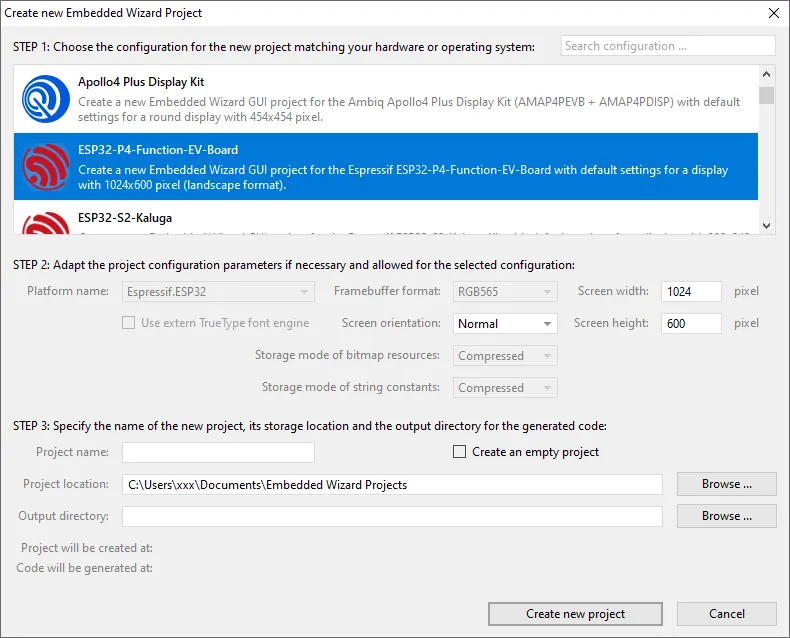 Create new Embedded Wizard Project
STEP 1: Choose the configuration for the new project matching your hardware or operating system:
Search configuration ...
Apollo4 Plus Display Kit
Create a new Embedded Wizard GUI project for the Ambiq Apollo4 Plus Display Kit (AMAP4PEVB + AMAP4PDISP) with default
settings for a round display with 454x454 pixel.
ESP32-P4-Function-EV-Board
Create a new Embedded Wizard GUI project for the Espressif ESP32-P4-Function-EV-Board with default settings for a display
with 1024x600 pixel (landscape format).
ESP32-S2-Kaluga
STEP 2: Adapt the project configuration parameters if necessary and allowed for the selected configuration:
Platform name: Espressif.ESP32 Framebuffer format: RGB565 Screen width: 1024 pixel
Use extern TrueType font engine Screen orientation: Normal Screen height: 600 pixel
Storage mode of bitmap resources: Compressed
Storage mode of string constants: Compressed
STEP 3: Specify the name of the new project, its storage location and the output directory for the generated code:
Project name: Create an empty project
Project location: C:\Users\xxx\Documents\Embedded Wizard Projects Browse ...
Output directory: Browse ...
Project will be created at:
Code will be generated at:
Create new project Cancel